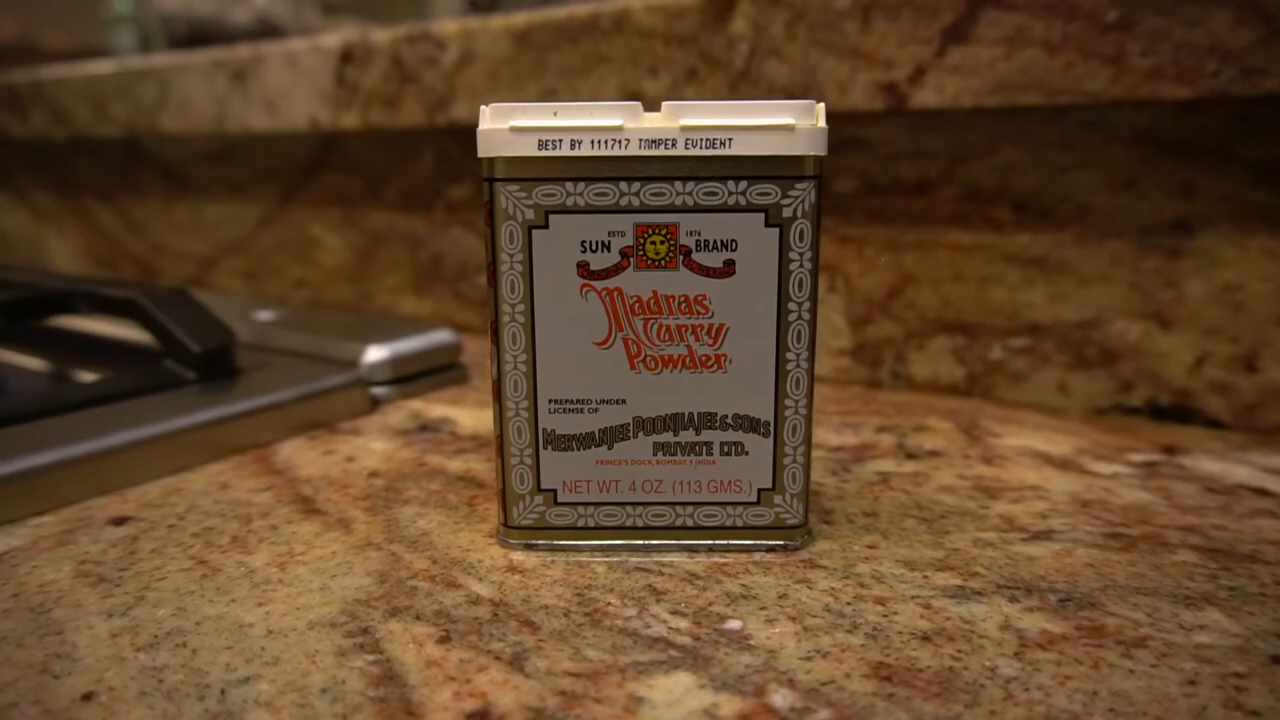 BEST BY 111717 TAMPER EVIDENT
ESTD 1876
SUN BRAND
Madras
Curry
Powder
PREPARED UNDER
LICENSE OF
MERWANJEE POONJIAJEE & SONS
PRIVATE LTD.
PRINCE'S DOCK, BOMBAY 9 INDIA
NET WT. 4 OZ. (113 GMS.)